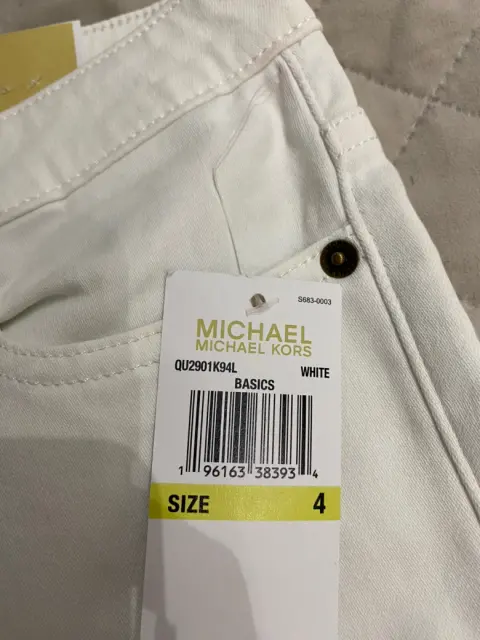 S683-0003
MICHAEL
MICHAEL KORS
QU2901K94L WHITE
BASICS
1 96163 38393 4
SIZE 4